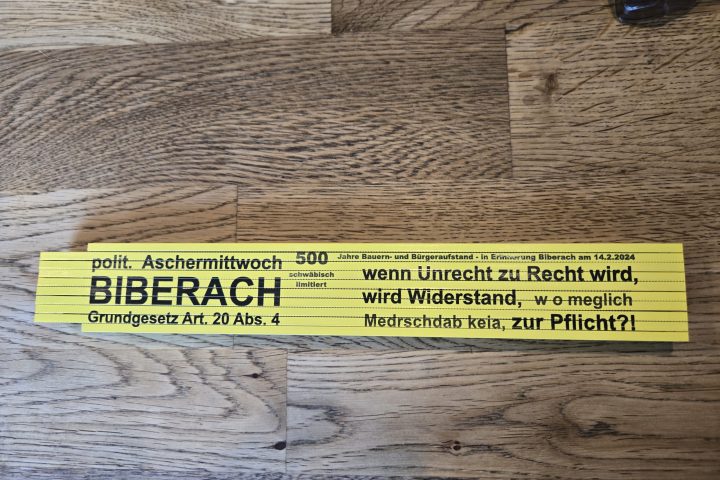 polit. Aschermittwoch
BIBERACH
Grundgesetz Art. 20 Abs. 4
500
schwäbisch
limitiert
Jahre Bauern- und Bürgeraufstand - in Erinnerung Biberach am 14.2.2024
wenn Unrecht zu Recht wird,
wird Widerstand, w o meglich
Medrschdab keia, zur Pflicht?!